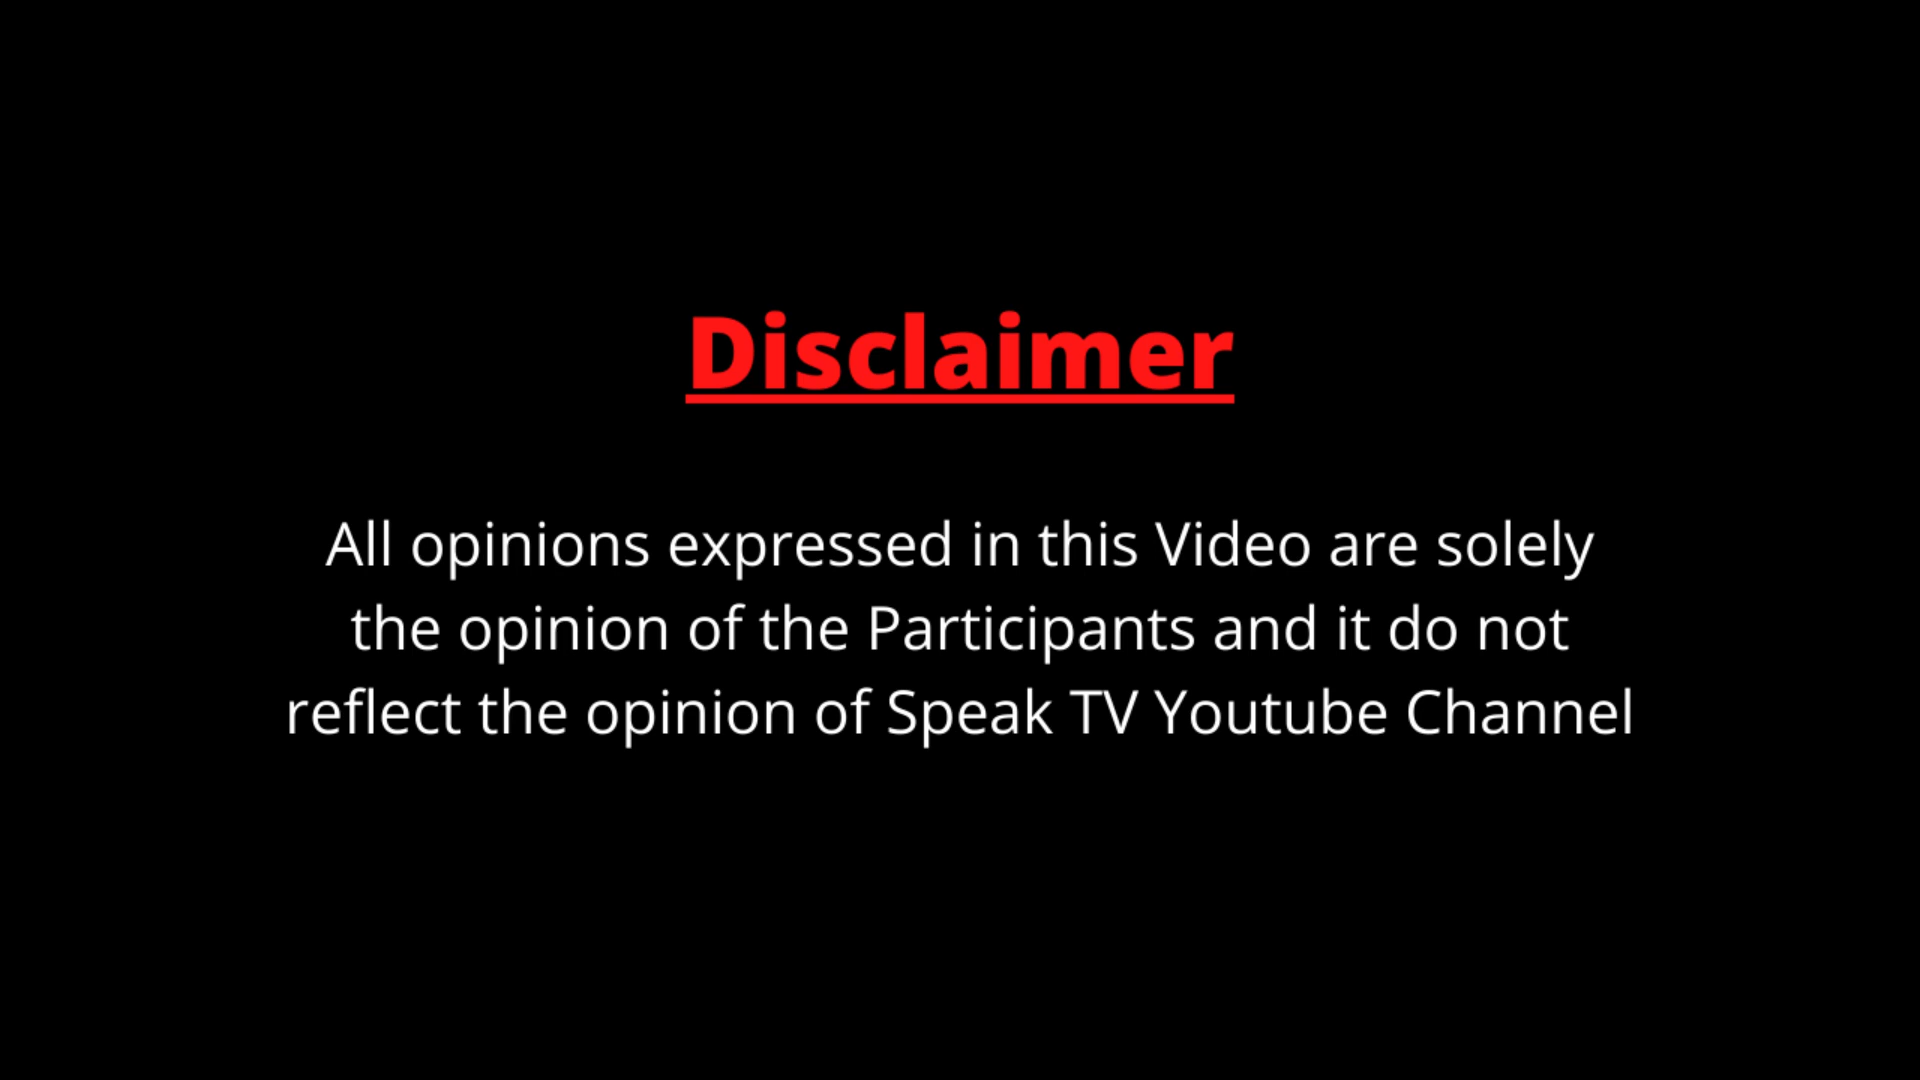 Disclaimer
All opinions expressed in this Video are solely
the opinion of the Participants and it do not
reflect the opinion of Speak TV Youtube Channel